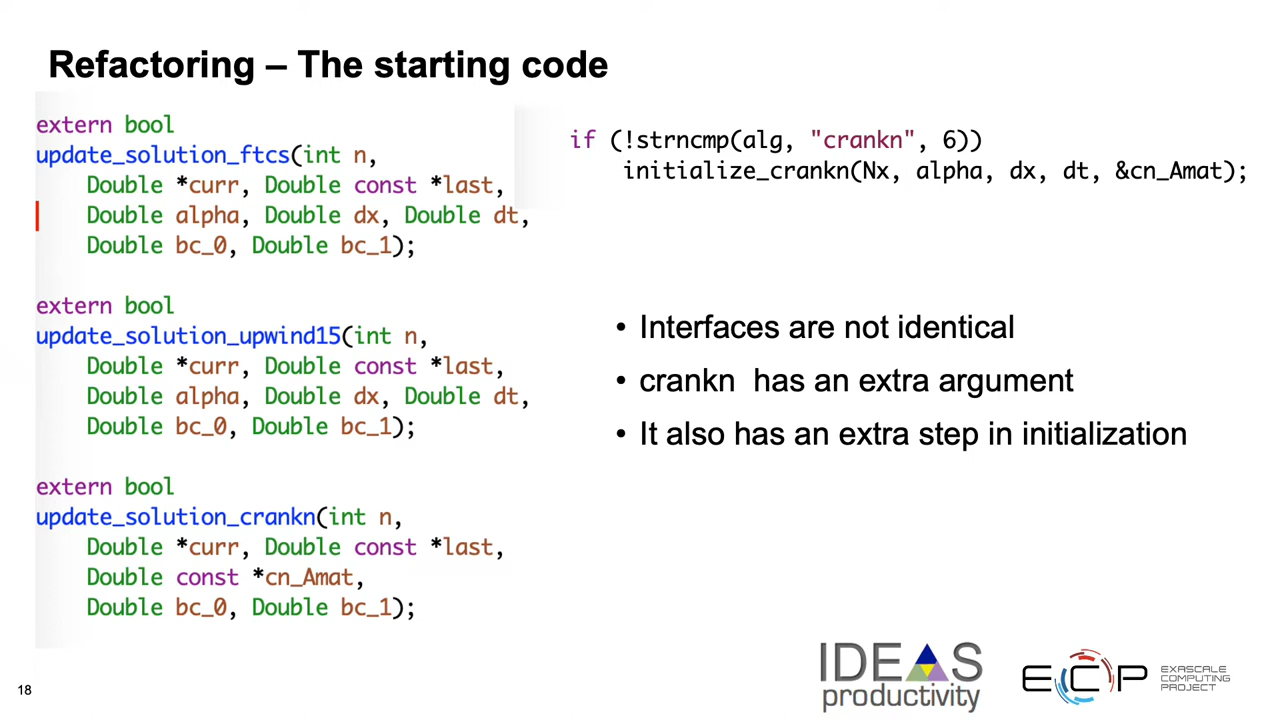 Refactoring – The starting code
extern bool
update_solution_ftcs(int n,
Double *curr, Double const *last,
Double alpha, Double dx, Double dt,
Double bc_0, Double bc_1);
extern bool
update_solution_upwind15(int n,
Double *curr, Double const *last,
Double alpha, Double dx, Double dt,
Double bc_0, Double bc_1);
extern bool
update_solution_crankn(int n,
Double *curr, Double const *last,
Double const *cn_Amat,
Double bc_0, Double bc_1);
if (!strncmp(alg, "crankn", 6))
initialize_crankn(Nx, alpha, dx, dt, &cn_Amat);
• Interfaces are not identical
• crankn has an extra argument
• It also has an extra step in initialization
18
IDEAS
productivity
ECP
EXASCALE
COMPUTING
PROJECT